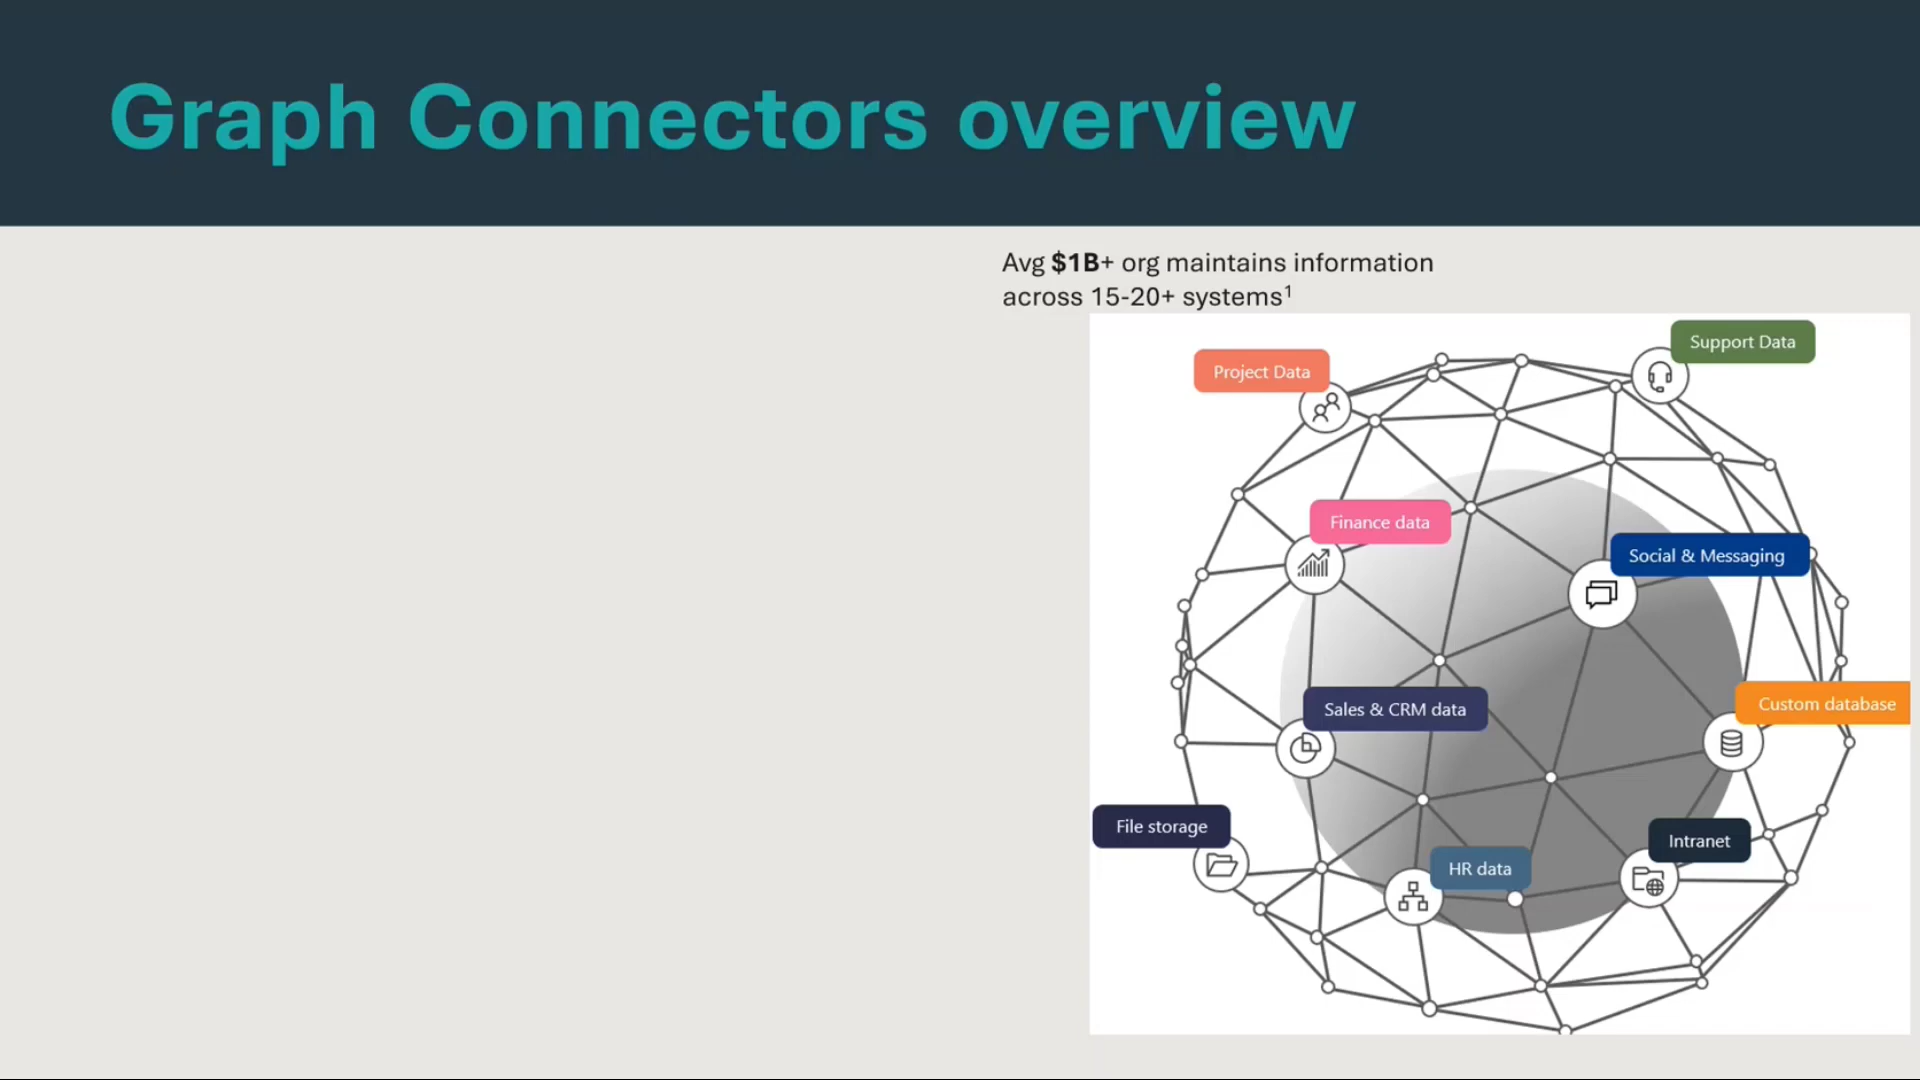 Graph Connectors overview
Avg $1B+ org maintains information
across 15-20+ systems¹
Support Data
Project Data
Finance data
Social & Messaging
Custom database
Sales & CRM data
File storage
Intranet
HR data